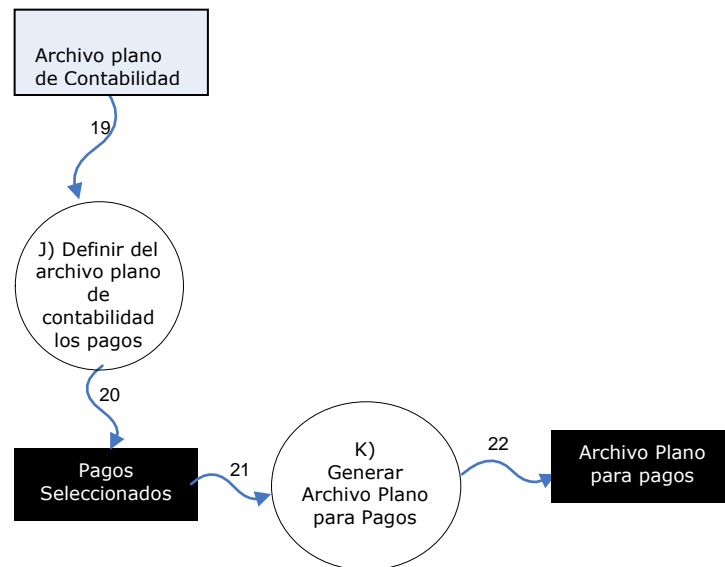 Archivo plano
de Contabilidad
19
J) Definir del
archivo plano
de
contabilidad
los pagos
20
Pagos
Seleccionados
21
K)
Generar
Archivo Plano
para Pagos
22
Archivo Plano
para pagos